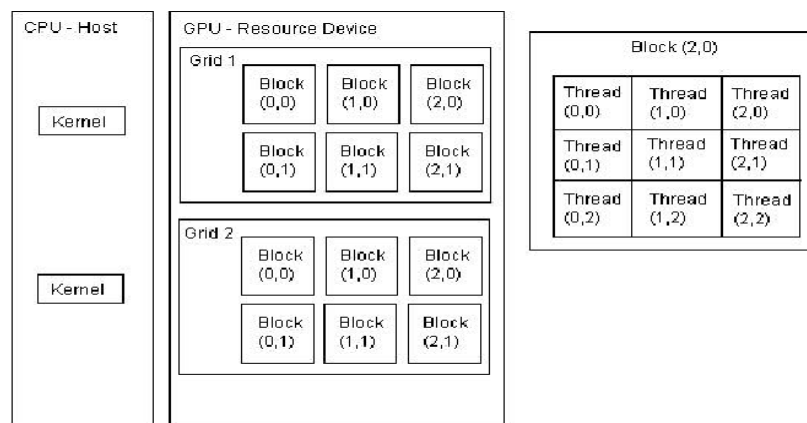 CPU - Host
Kernel
Kernel
GPU - Resource Device
Grid 1
Block
(0,0)
Block
(1,0)
Block
(2,0)
Block
(0,1)
Block
(1,1)
Block
(2,1)
Grid 2
Block
(0,0)
Block
(1,0)
Block
(2,0)
Block
(0,1)
Block
(1,1)
Block
(2,1)
Block (2,0)
Thread
(0,0)
Thread
(1,0)
Thread
(2,0)
Thread
(0,1)
Thread
(1,1)
Thread
(2,1)
Thread
(0,2)
Thread
(1,2)
Thread
(2,2)